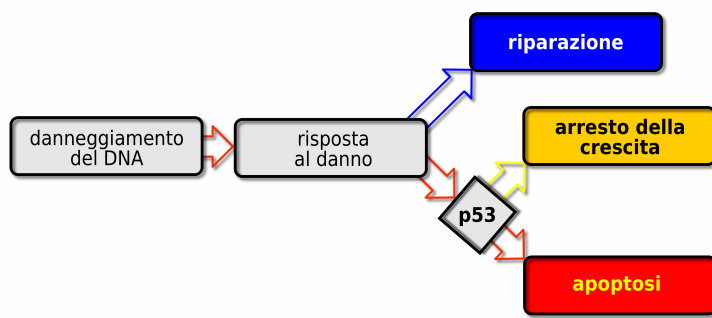 riparazione
danneggiamento
del DNA
risposta
al danno
arresto della
crescita
p53
apoptosi